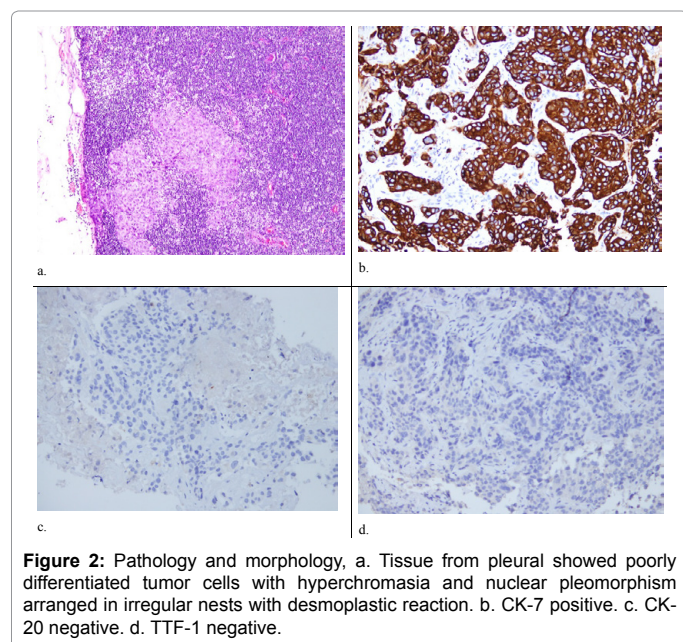 a.
b.
c.
d.
Figure 2: Pathology and morphology, a. Tissue from pleural showed poorly
differentiated tumor cells with hyperchromasia and nuclear pleomorphism
arranged in irregular nests with desmoplastic reaction. b. CK-7 positive. c. CK-
20 negative. d. TTF-1 negative.